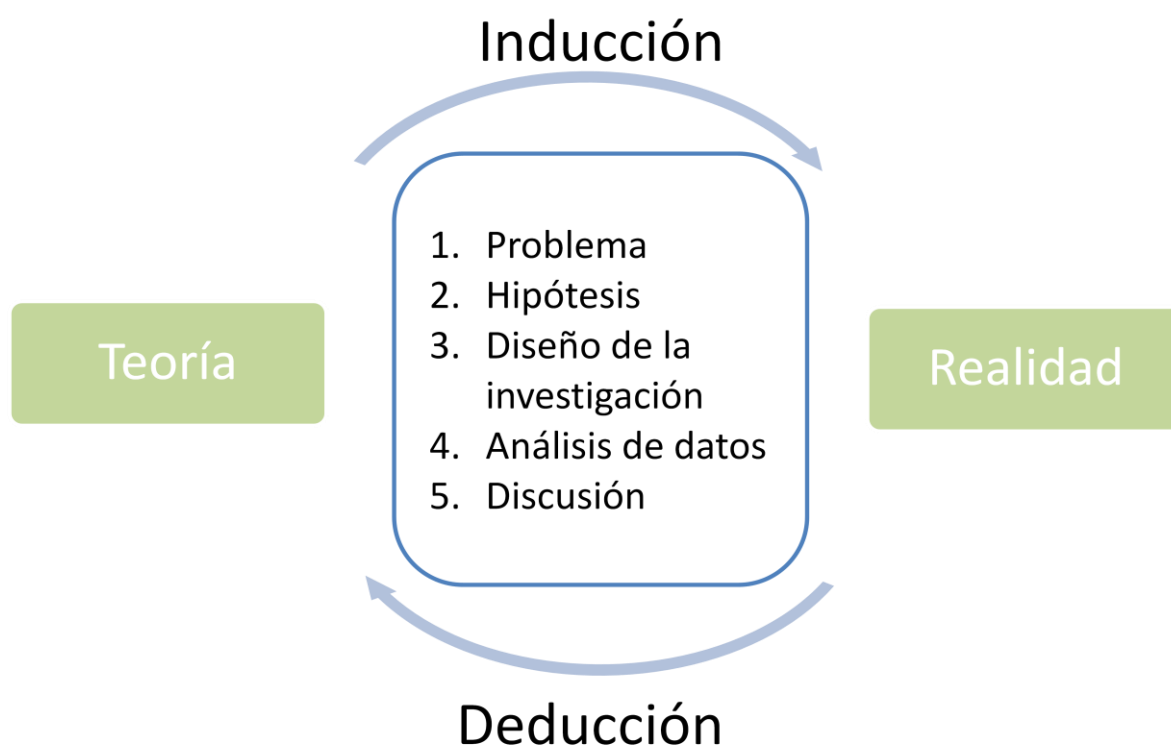 Inducción
1. Problema
2. Hipótesis
3. Diseño de la
investigación
4. Análisis de datos
5. Discusión
Teoría
Realidad
Deducción